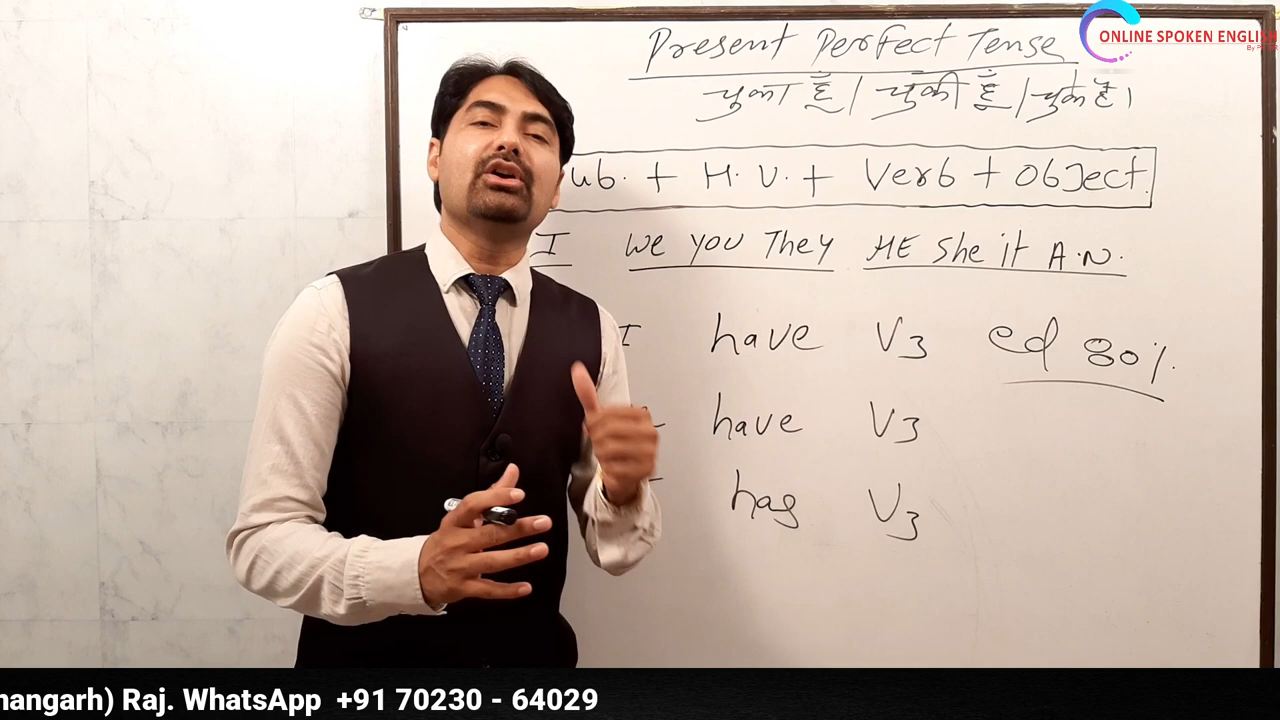 ONLINE SPOKEN ENGLISH
Present Perfect Tense
चुका हूँ / चुकी हूँ / चुके हैं।
ub. + H.V. + Verb + Object.
I We you They HE She it A.N.
I have V3 ed 80%.
have V3
has V3
nangarh) Raj. WhatsApp +91 70230 - 64029